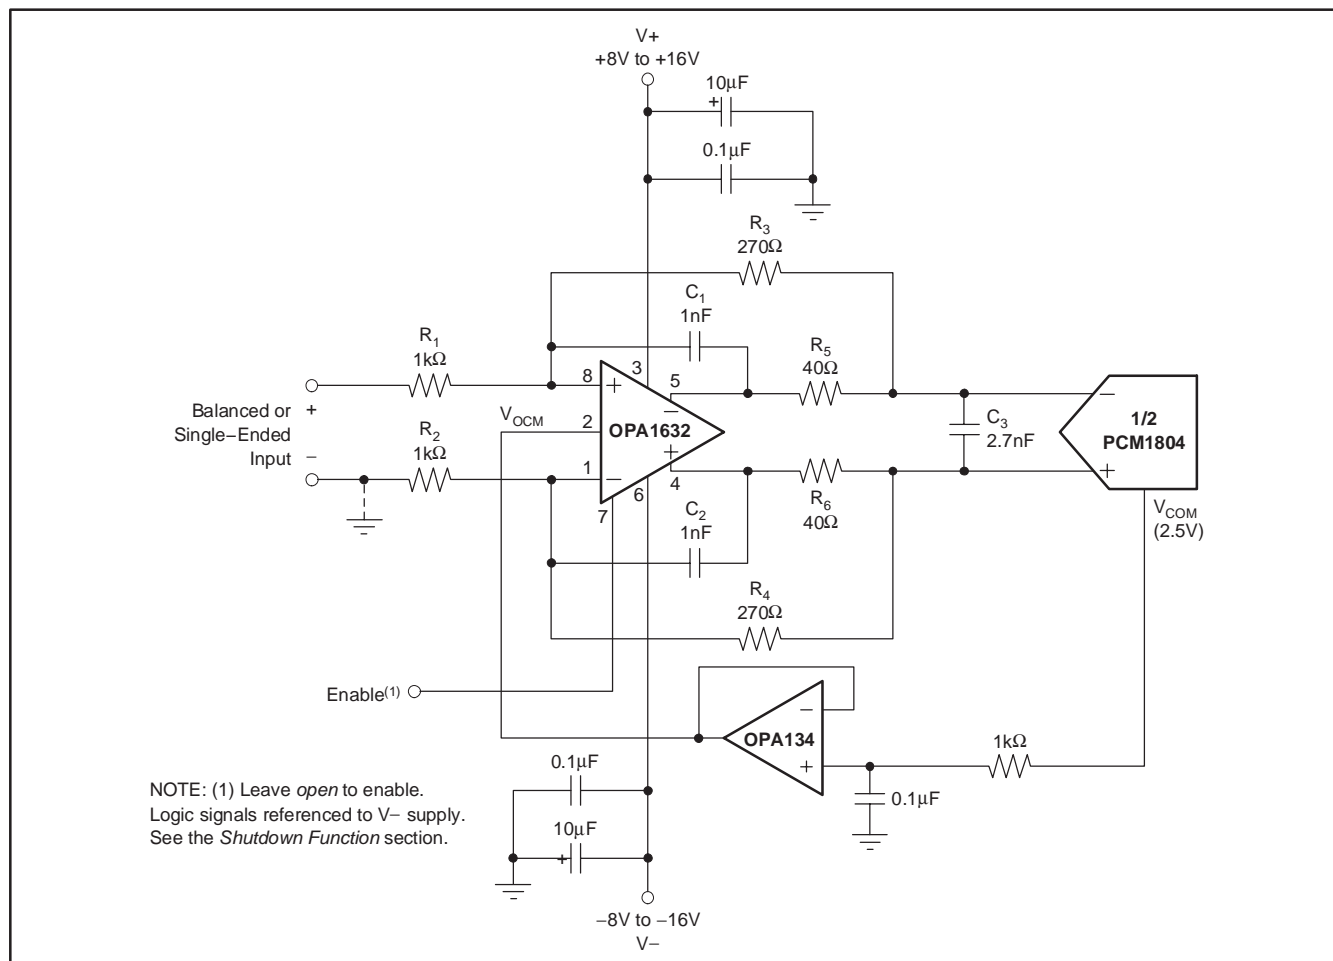 V+
+8V to +16V
10μF
+
0.1μF
R3
270Ω
C1
1nF
R1
1kΩ
R5
40Ω
3
5
8
+
−
Balanced or
Single−Ended
Input
+
−
VOCM
2
OPA1632
C3
2.7nF
−
1/2
PCM1804
+
R2
1kΩ
1
−
+
4
6
7
R6
40Ω
C2
1nF
VCOM
(2.5V)
R4
270Ω
Enable(1)
−
OPA134
+
1kΩ
0.1μF
0.1μF
10μF
+
NOTE: (1) Leave open to enable.
Logic signals referenced to V− supply.
See the Shutdown Function section.
−8V to −16V
V−